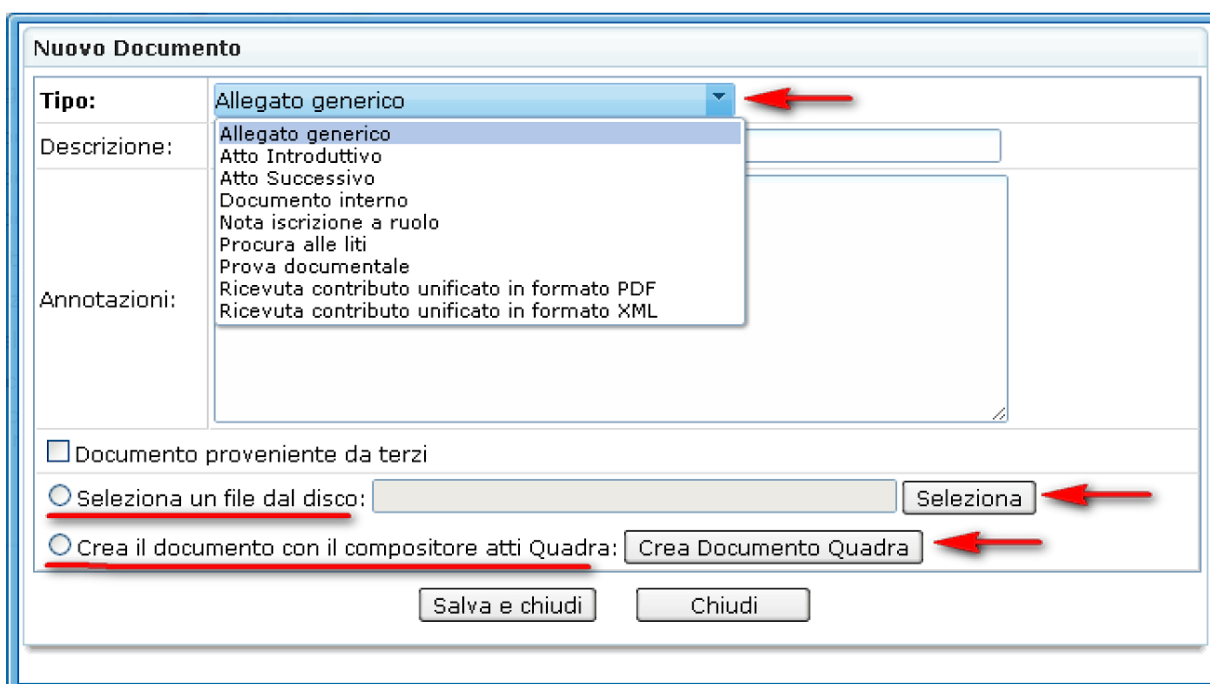 Nuovo Documento
Tipo: Allegato generico
Allegato generico
Descrizione:
Atto Introduttivo
Atto Successivo
Documento interno
Nota iscrizione a ruolo
Procura alle liti
Prova documentale
Annotazioni:
Ricevuta contributo unificato in formato PDF
Ricevuta contributo unificato in formato XML
Documento proveniente da terzi
Seleziona un file dal disco: Seleziona
Crea il documento con il compositore atti Quadra: Crea Documento Quadra
Salva e chiudi Chiudi